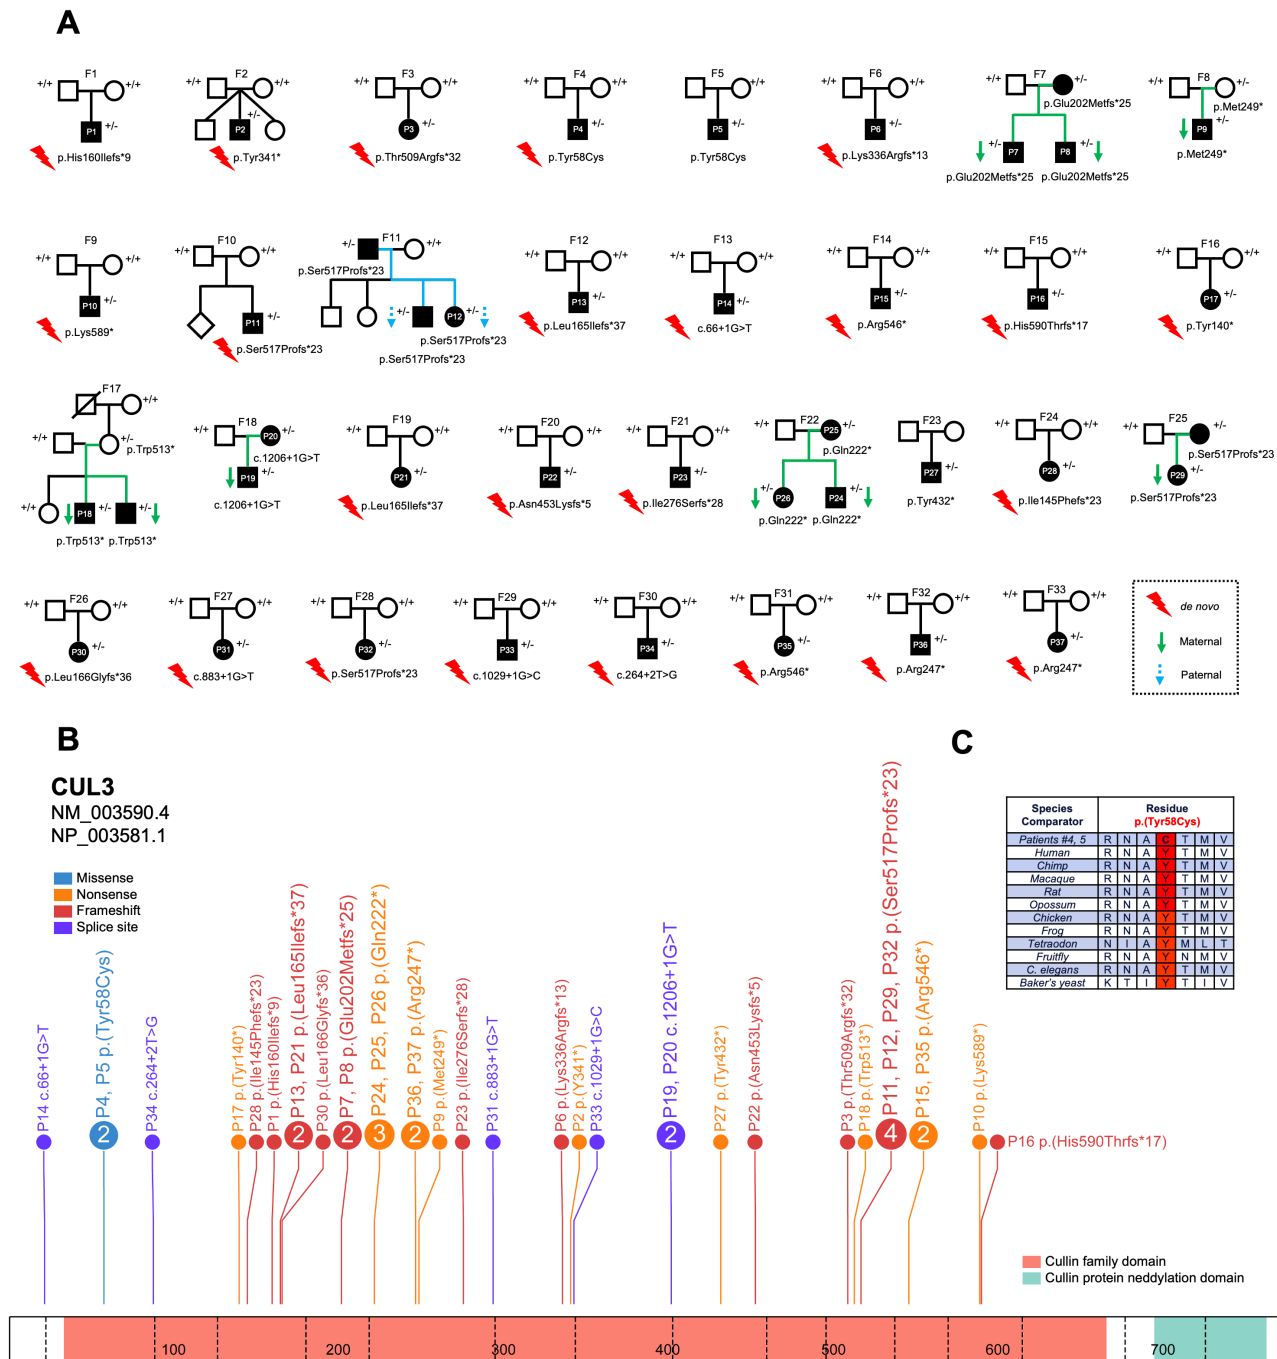 A
F1
+/+
+/+
P1
+/-
p.His160Ilefs*9
F2
+/+
+/+
P2
+/-
p.Tyr341*
F3
+/+
+/+
P3
+/-
p.Thr509Argfs*32
F4
+/+
+/+
P4
+/-
p.Tyr58Cys
F5
P5
p.Tyr58Cys
F6
+/+
+/+
P6
+/-
p.Lys336Argfs*13
F7
+/+
p.Glu202Metfs*25
+/-
P7
P8
+/-
p.Glu202Metfs*25
p.Glu202Metfs*25
F8
+/+
+/-
p.Met249*
P9
+/-
p.Met249*
F9
+/+
+/+
P10
+/-
p.Lys589*
F10
+/+
+/+
P11
+/-
p.Ser517Profs*23
F11
+/-
+/+
p.Ser517Profs*23
+/-
P12
+/-
p.Ser517Profs*23
p.Ser517Profs*23
F12
+/+
+/+
P13
+/-
p.Leu165Ilefs*37
F13
+/+
+/+
P14
+/-
c.66+1G>T
F14
+/+
+/+
P15
+/-
p.Arg546*
F15
+/+
+/+
P16
+/-
p.His590Thrfs*17
F16
+/+
+/+
P17
+/-
p.Tyr140*
F17
+/+
+/+
+/-
p.Trp513*
+/+
P18
+/-
+/-
p.Trp513*
p.Trp513*
F18
+/+
P20
+/-
c.1206+1G>T
P19
+/-
c.1206+1G>T
F19
+/+
+/+
P21
+/-
p.Leu165Ilefs*37
F20
+/+
+/+
P22
+/-
p.Asn453Lysfs*5
F21
+/+
+/+
P23
+/-
p.Ile276Serfs*28
F22
+/+
P25
+/-
p.Gln222*
+/-
P26
P24
+/-
p.Gln222*
p.Gln222*
F23
+/+
+/+
P27
+/-
p.Tyr432*
F24
+/+
+/+
P28
+/-
p.Ile145Phefs*23
F25
+/+
+/-
p.Ser517Profs*23
P29
+/-
p.Ser517Profs*23
F26
+/+
+/+
P30
+/-
p.Leu166Glyfs*36
F27
+/+
+/+
P31
+/-
c.883+1G>T
F28
+/+
+/+
P32
+/-
p.Ser517Profs*23
F29
+/+
+/+
P33
+/-
c.1029+1G>C
F30
+/+
+/+
P34
+/-
c.264+2T>G
F31
+/+
+/+
P35
+/-
p.Arg546*
F32
+/+
+/+
P36
+/-
p.Arg247*
F33
+/+
+/+
P37
+/-
p.Arg247*
de novo
Maternal
Paternal
B
CUL3
NM_003590.4
NP_003581.1
Missense
Nonsense
Frameshift
Splice site
P14 c.66+1G>T
P4, P5 p.(Tyr58Cys)
2
P34 c.264+2T>G
P17 p.(Tyr140*)
P28 p.(Ile145Phefs*23)
P1 p.(His160Ilefs*9)
P13, P21 p.(Leu165Ilefs*37)
2
P30 p.(Leu166Glyfs*36)
P7, P8 p.(Glu202Metfs*25)
2
P24, P25, P26 p.(Gln222*)
3
P36, P37 p.(Arg247*)
2
P9 p.(Met249*)
P23 p.(Ile276Serfs*28)
P31 c.883+1G>T
P6 p.(Lys336Argfs*13)
P2 p.(Y341*)
P33 c.1029+1G>C
P19, P20 c.1206+1G>T
2
P27 p.(Tyr432*)
P22 p.(Asn453Lysfs*5)
P3 p.(Thr509Argfs*32)
P18 p.(Trp513*)
P11, P12, P29, P32 p.(Ser517Profs*23)
4
P15, P35 p.(Arg546*)
2
P10 p.(Lys589*)
P16 p.(His590Thrfs*17)
Cullin family domain
Cullin protein neddylation domain
100 200 300 400 500 600 700
C
Species Comparator Residue p.(Tyr58Cys)
Patients #4, 5 R N A C T M V
Human R N A Y T M V
Chimp R N A Y T M V
Macaque R N A Y T M V
Rat R N A Y T M V
Opossum R N A Y T M V
Chicken R N A Y T M V
Frog R N A Y T M V
Tetraodon N I A Y M L T
Fruitfly R N A Y N M V
C. elegans R N A Y T M V
Baker's yeast K T I Y T I V